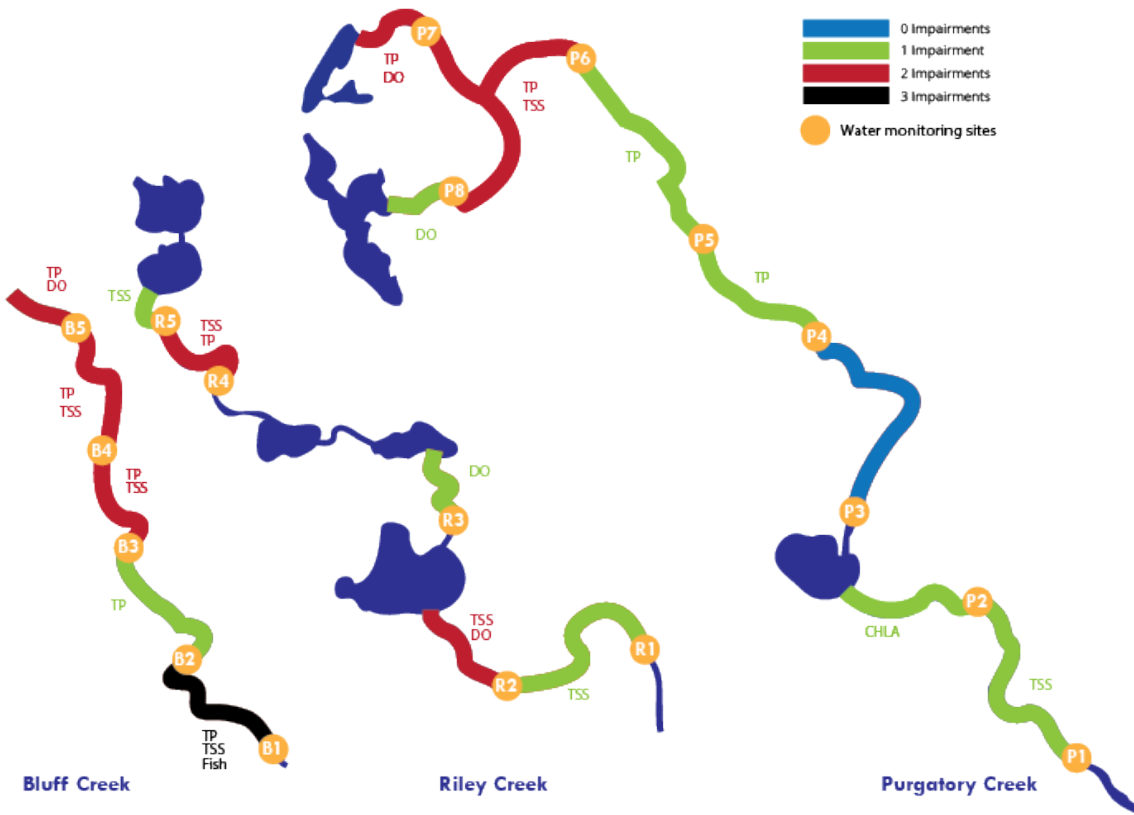 0 Impairments
1 Impairment
2 Impairments
3 Impairments
Water monitoring sites
P7
TP
DO
P6
TP
TSS
TP
P8
DO
P5
TP
P4
P3
P2
CHLA
TSS
P1
Purgatory Creek
TSS
R5
TSS
TP
R4
DO
R3
TSS
DO
R2
TSS
R1
Riley Creek
TP
DO
B5
TP
TSS
B4
TP
TSS
B3
TP
B2
TP
TSS
Fish
B1
Bluff Creek